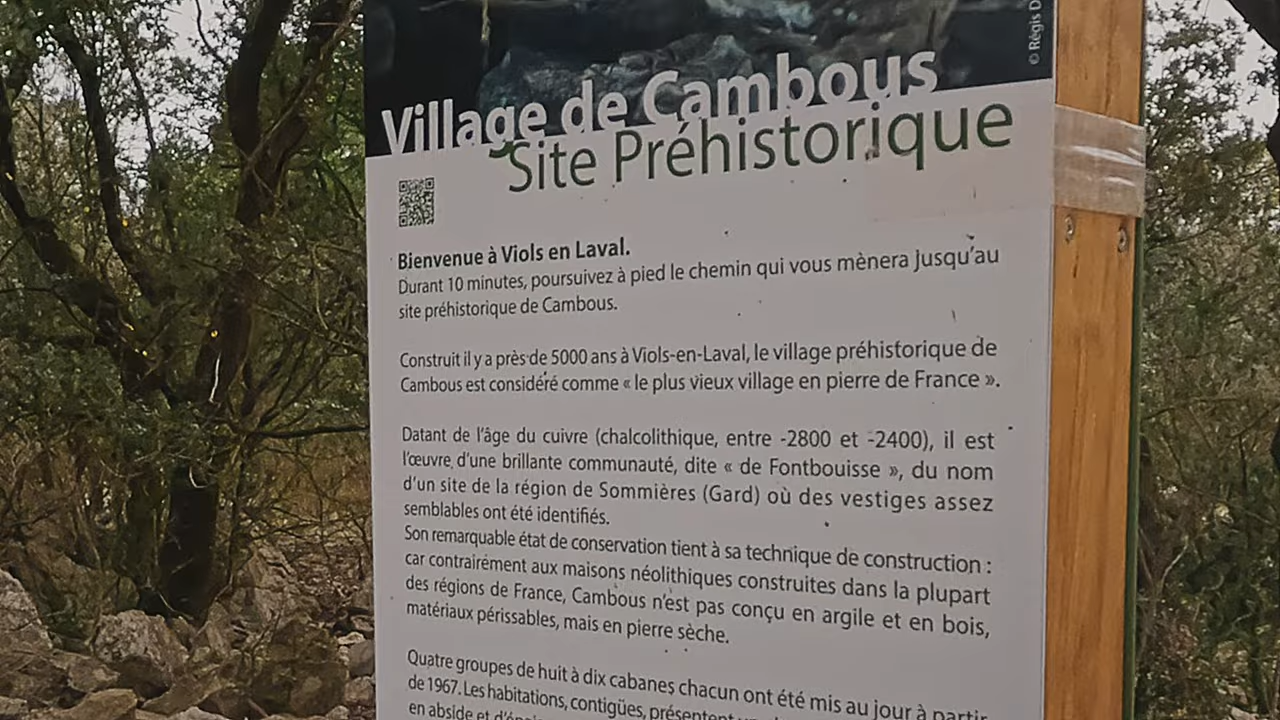 © Régis D
Village de Cambous
Site Préhistorique
Bienvenue à Viols en Laval.
Durant 10 minutes, poursuivez à pied le chemin qui vous mènera jusqu'au
site préhistorique de Cambous.
Construit il y a près de 5000 ans à Viols-en-Laval, le village préhistorique de
Cambous est considéré comme « le plus vieux village en pierre de France ».
Datant de l'âge du cuivre (chalcolithique, entre -2800 et -2400), il est
l'œuvre d'une brillante communauté, dite « de Fontbouisse », du nom
d'un site de la région de Sommières (Gard) où des vestiges assez
semblables ont été identifiés.
Son remarquable état de conservation tient à sa technique de construction :
car contrairement aux maisons néolithiques construites dans la plupart
des régions de France, Cambous n'est pas conçu en argile et en bois,
matériaux périssables, mais en pierre sèche.
Quatre groupes de huit à dix cabanes chacun ont été mis au jour à partir
de 1967. Les habitations, contigües, présentent
en abside et